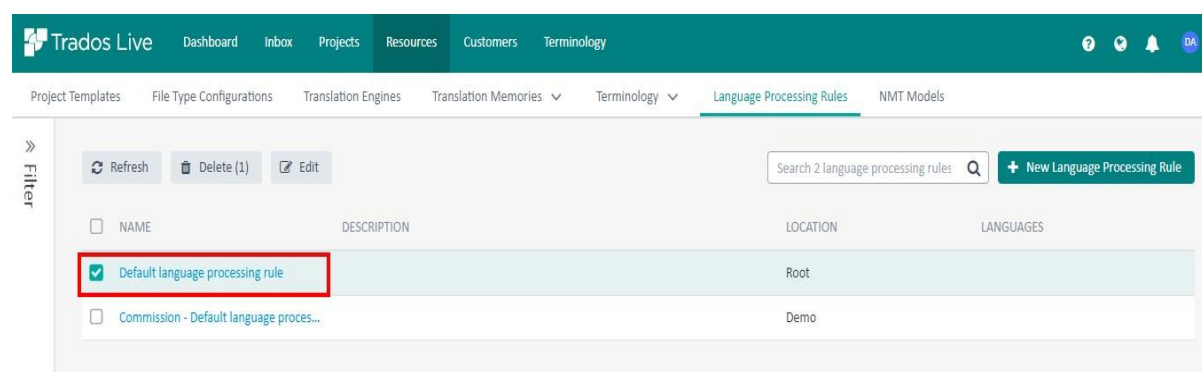 Trados Live Dashboard Inbox Projects Resources Customers Terminology DA
Project Templates File Type Configurations Translation Engines Translation Memories Terminology Language Processing Rules NMT Models
Filter
Refresh Delete (1) Edit Search 2 language processing rules + New Language Processing Rule
NAME DESCRIPTION LOCATION LANGUAGES
Default language processing rule Root
Commission - Default language proces... Demo